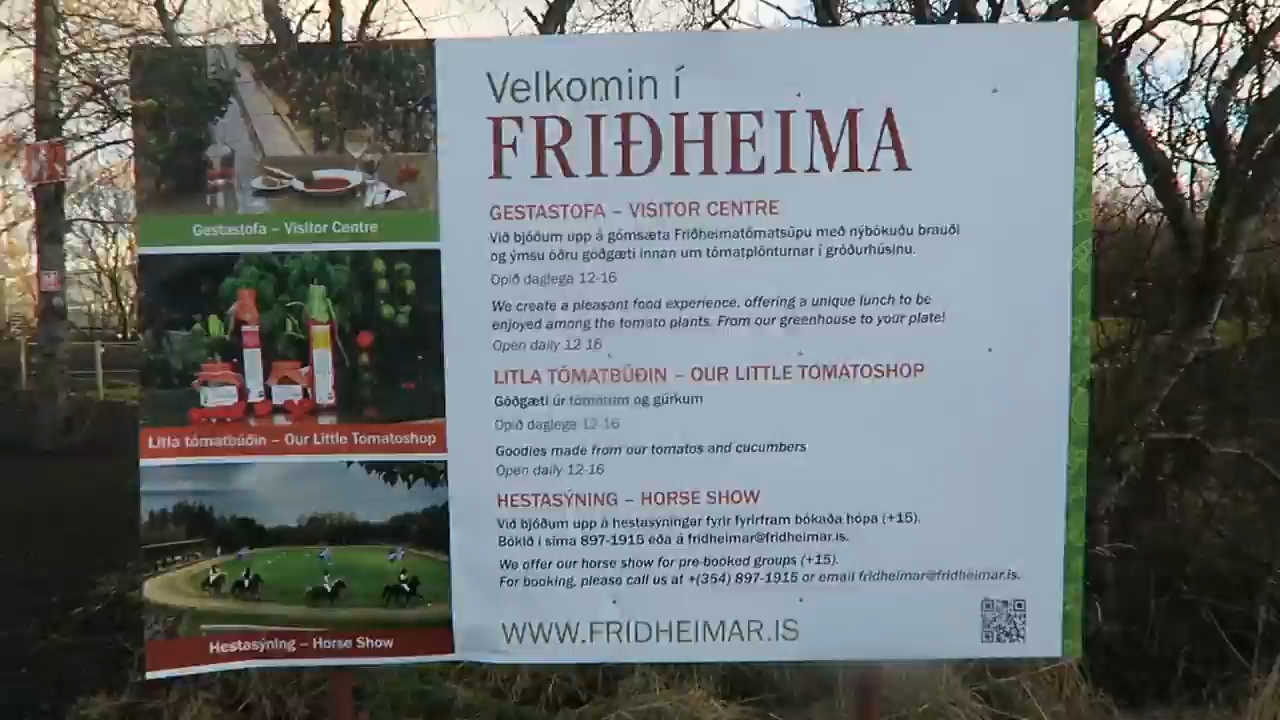 Velkomin í
FRIÐHEIMA
GESTASTOFA – VISITOR CENTRE
Við bjóðum upp á gómsæta Friðheimatómatsúpu með nýbökuðu brauði
og ýmsu öðru góðgæti innan um tómatplönturnar í gróðurhúsinu.
Opið daglega 12-16
We create a pleasant food experience, offering a unique lunch to be
enjoyed among the tomato plants. From our greenhouse to your plate!
Open daily 12-16
LITLA TÓMATBÚÐIN – OUR LITTLE TOMATOSHOP
Góðgæti úr tómötum og gúrkum
Opið daglega 12-16
Goodies made from our tomatos and cucumbers
Open daily 12-16
HESTASÝNING – HORSE SHOW
Við bjóðum upp á hestasýningar fyrir fyrirfram bókaða hópa (+15).
Bókið í síma 897-1915 eða á fridheimar@fridheimar.is.
We offer our horse show for pre-booked groups (+15).
For booking, please call us at +(354) 897-1915 or email fridheimar@fridheimar.is.
WWW.FRIDHEIMAR.IS
Gestastofa – Visitor Centre
Litla tómatbúðin – Our Little Tomatoshop
Hestasýning – Horse Show